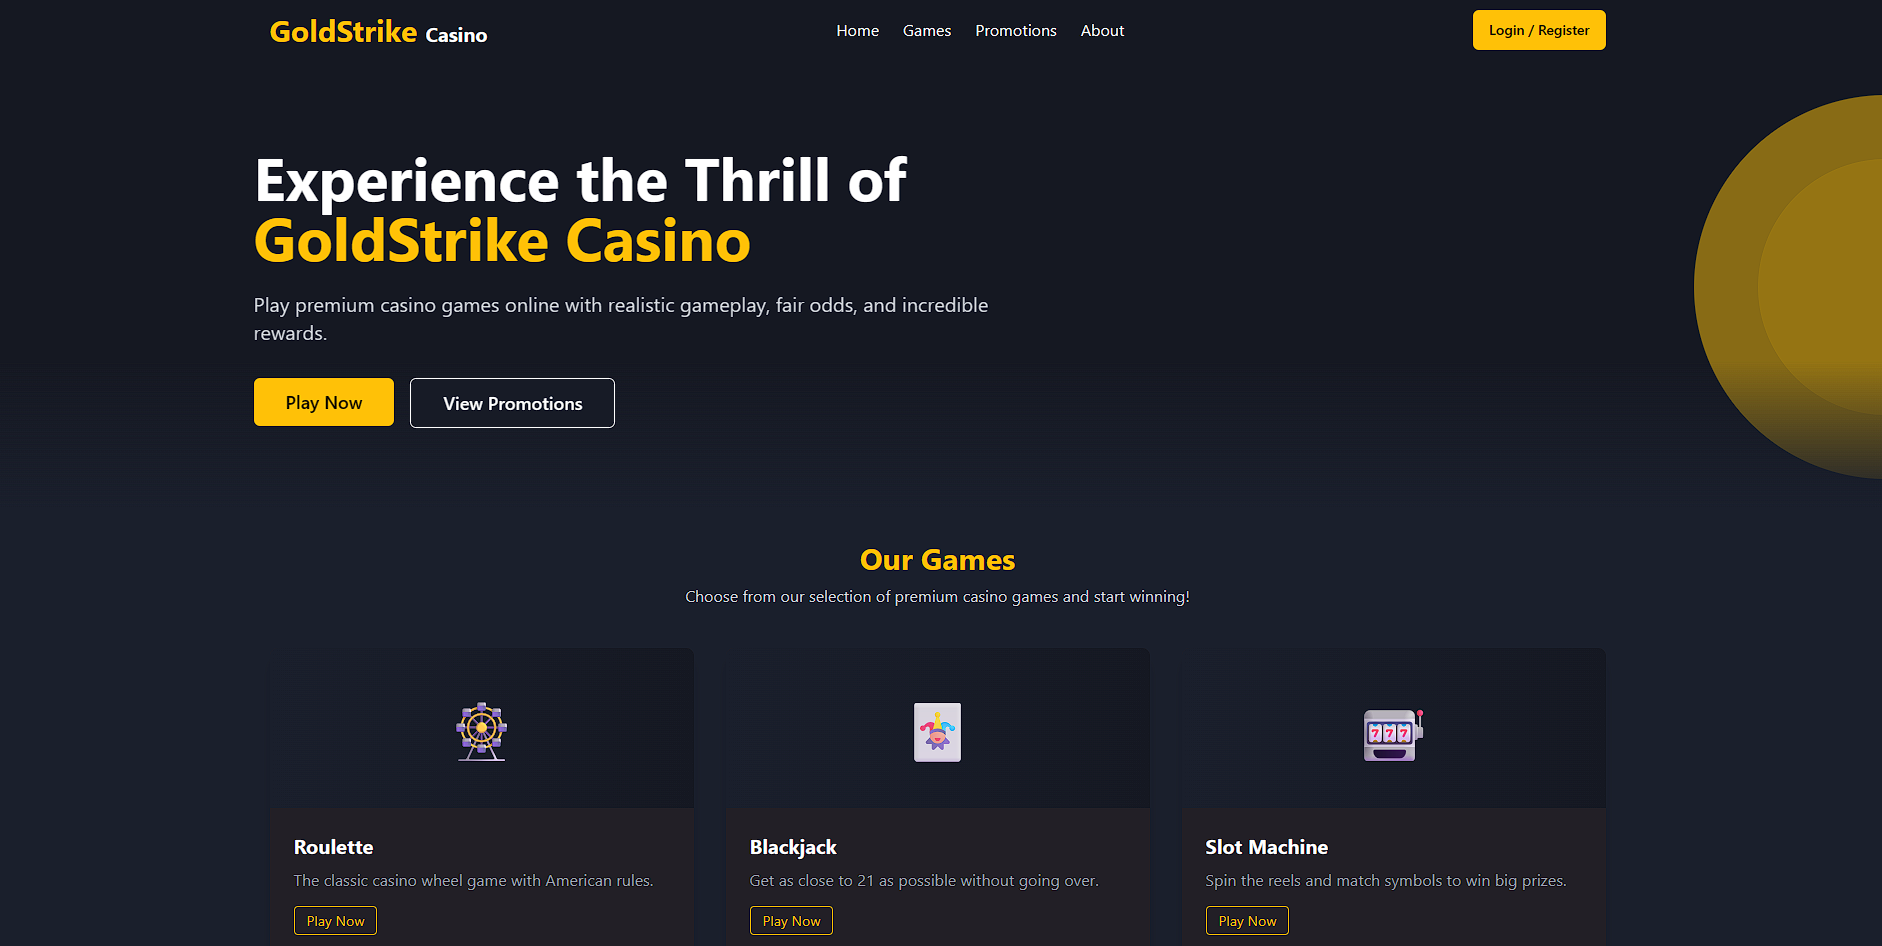 GoldStrike Casino
Home Games Promotions About
Login / Register
Experience the Thrill of
GoldStrike Casino
Play premium casino games online with realistic gameplay, fair odds, and incredible
rewards.
Play Now
View Promotions
Our Games
Choose from our selection of premium casino games and start winning!
7 7 7
Roulette
The classic casino wheel game with American rules.
Play Now
Blackjack
Get as close to 21 as possible without going over.
Play Now
Slot Machine
Spin the reels and match symbols to win big prizes.
Play Now